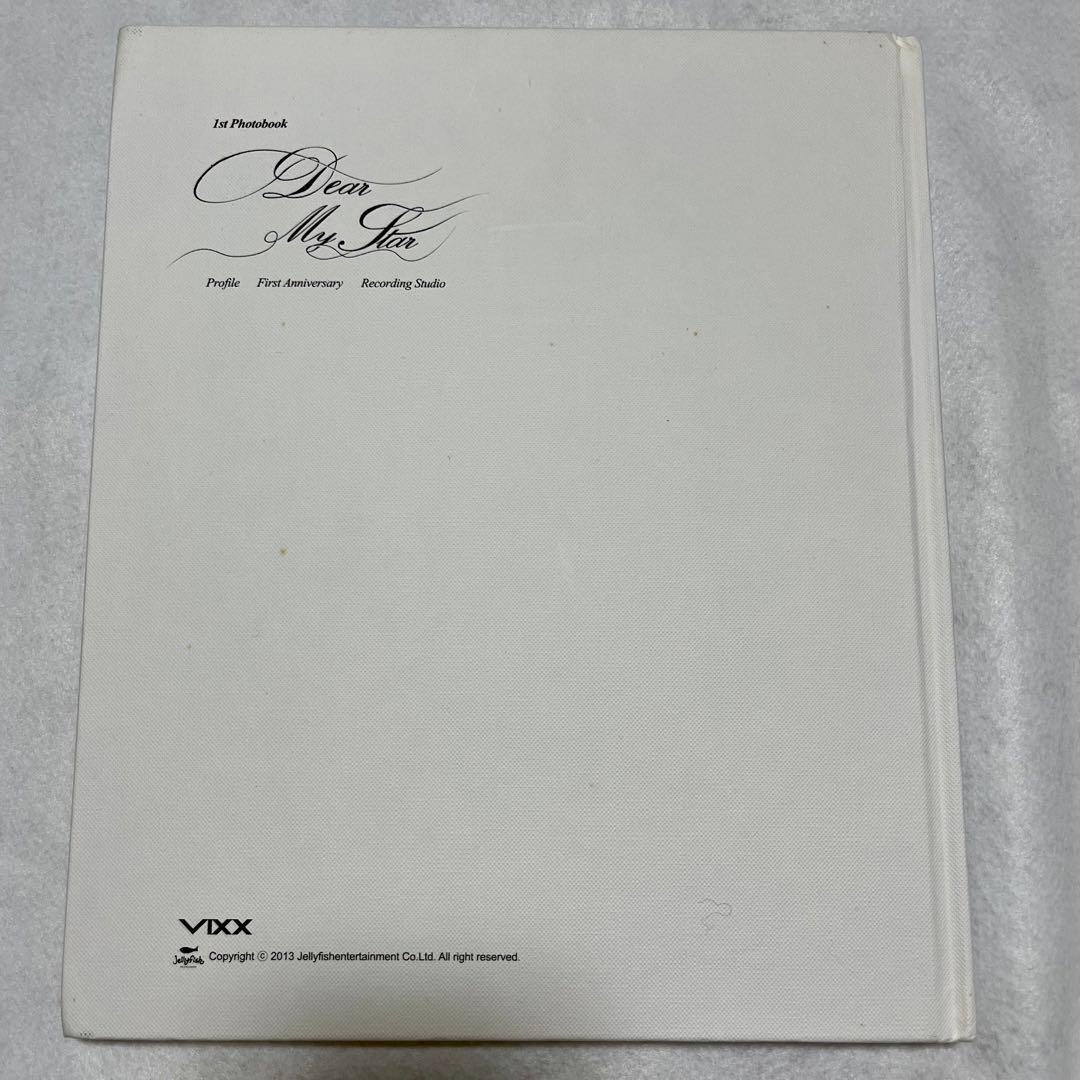 1st Photobook
Dear
My Star
Profile First Anniversary Recording Studio
VIXX
Jellyfish
Copyright ⓒ 2013 Jellyfishentertainment Co.Ltd. All right reserved.